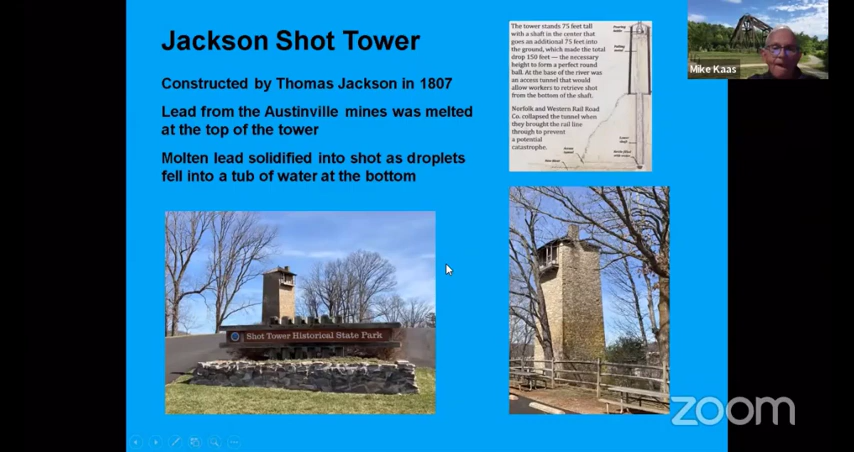 Jackson Shot Tower
Constructed by Thomas Jackson in 1807
Lead from the Austinville mines was melted
at the top of the tower
Molten lead solidified into shot as droplets
fell into a tub of water at the bottom
The tower stands 75 feet tall
with a shaft in the center that
goes an additional 75 feet into
the ground, which made the total
drop 150 feet — the necessary
height to form a perfect round
ball. At the base of the river was
an access tunnel that would
allow workers to retrieve shot
from the bottom of the shaft.
Norfolk and Western Rail Road
Co. collapsed the tunnel when
they brought the rail line
through to prevent
a potential
catastrophe.
Mike Kaas
Shot Tower Historical State Park
zoom